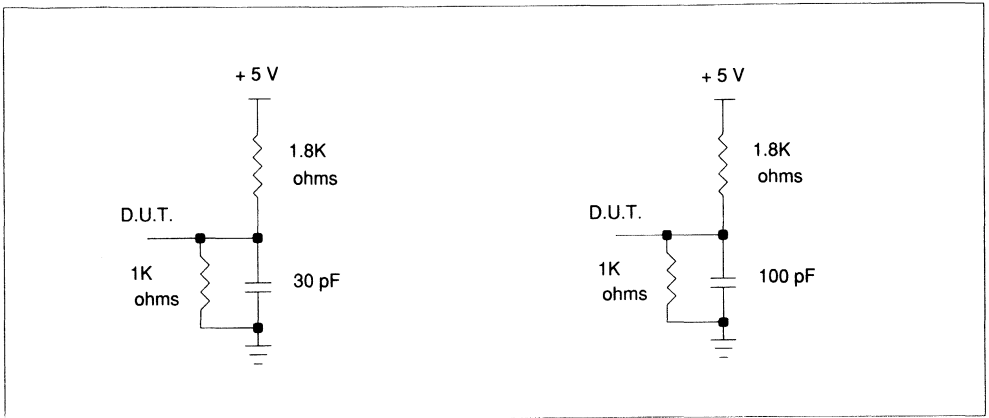 + 5 V
1.8K
ohms
D.U.T.
1K
ohms
30 pF
+ 5 V
1.8K
ohms
D.U.T.
1K
ohms
100 pF